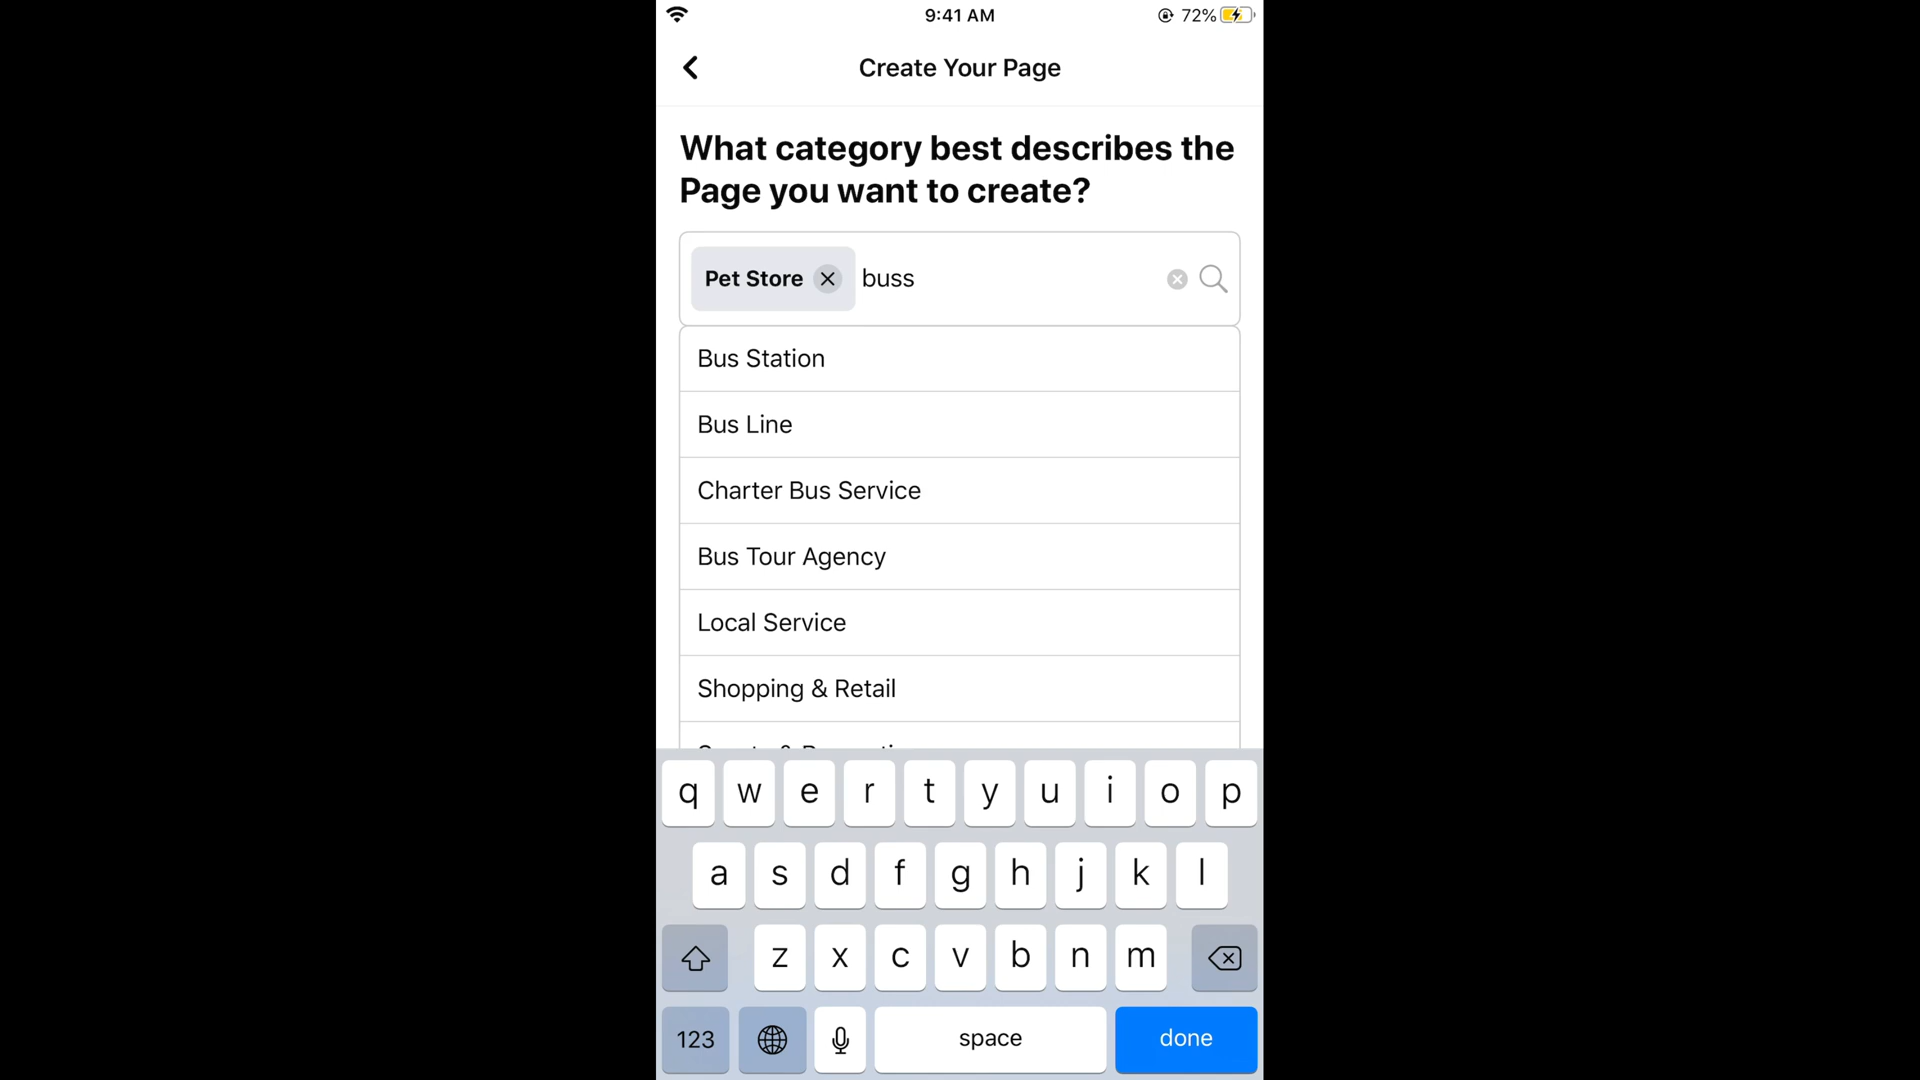 9:41 AM
72%
Create Your Page
What category best describes the
Page you want to create?
Pet Store buss
Bus Station
Bus Line
Charter Bus Service
Bus Tour Agency
Local Service
Shopping & Retail
q w e r t y u i o p
a s d f g h j k l
z x c v b n m
123 space done